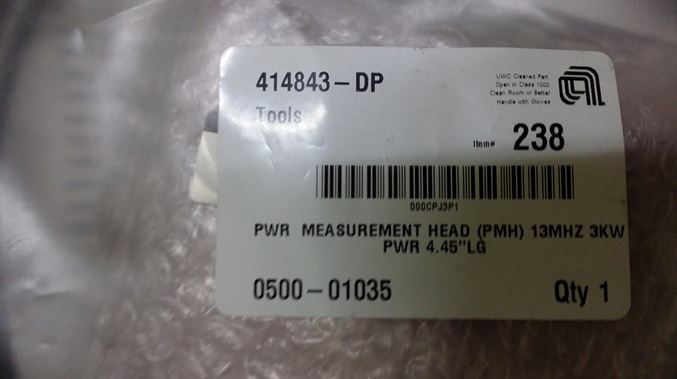 414843-DP
UWC Cleaned Part
Open in Class 1000
Clean Room or Better
Handle with Gloves
Tools
Item# 238
000CPJ3P1
PWR MEASUREMENT HEAD (PMH) 13MHZ 3KW
PWR 4.45"LG
0500-01035
Qty 1